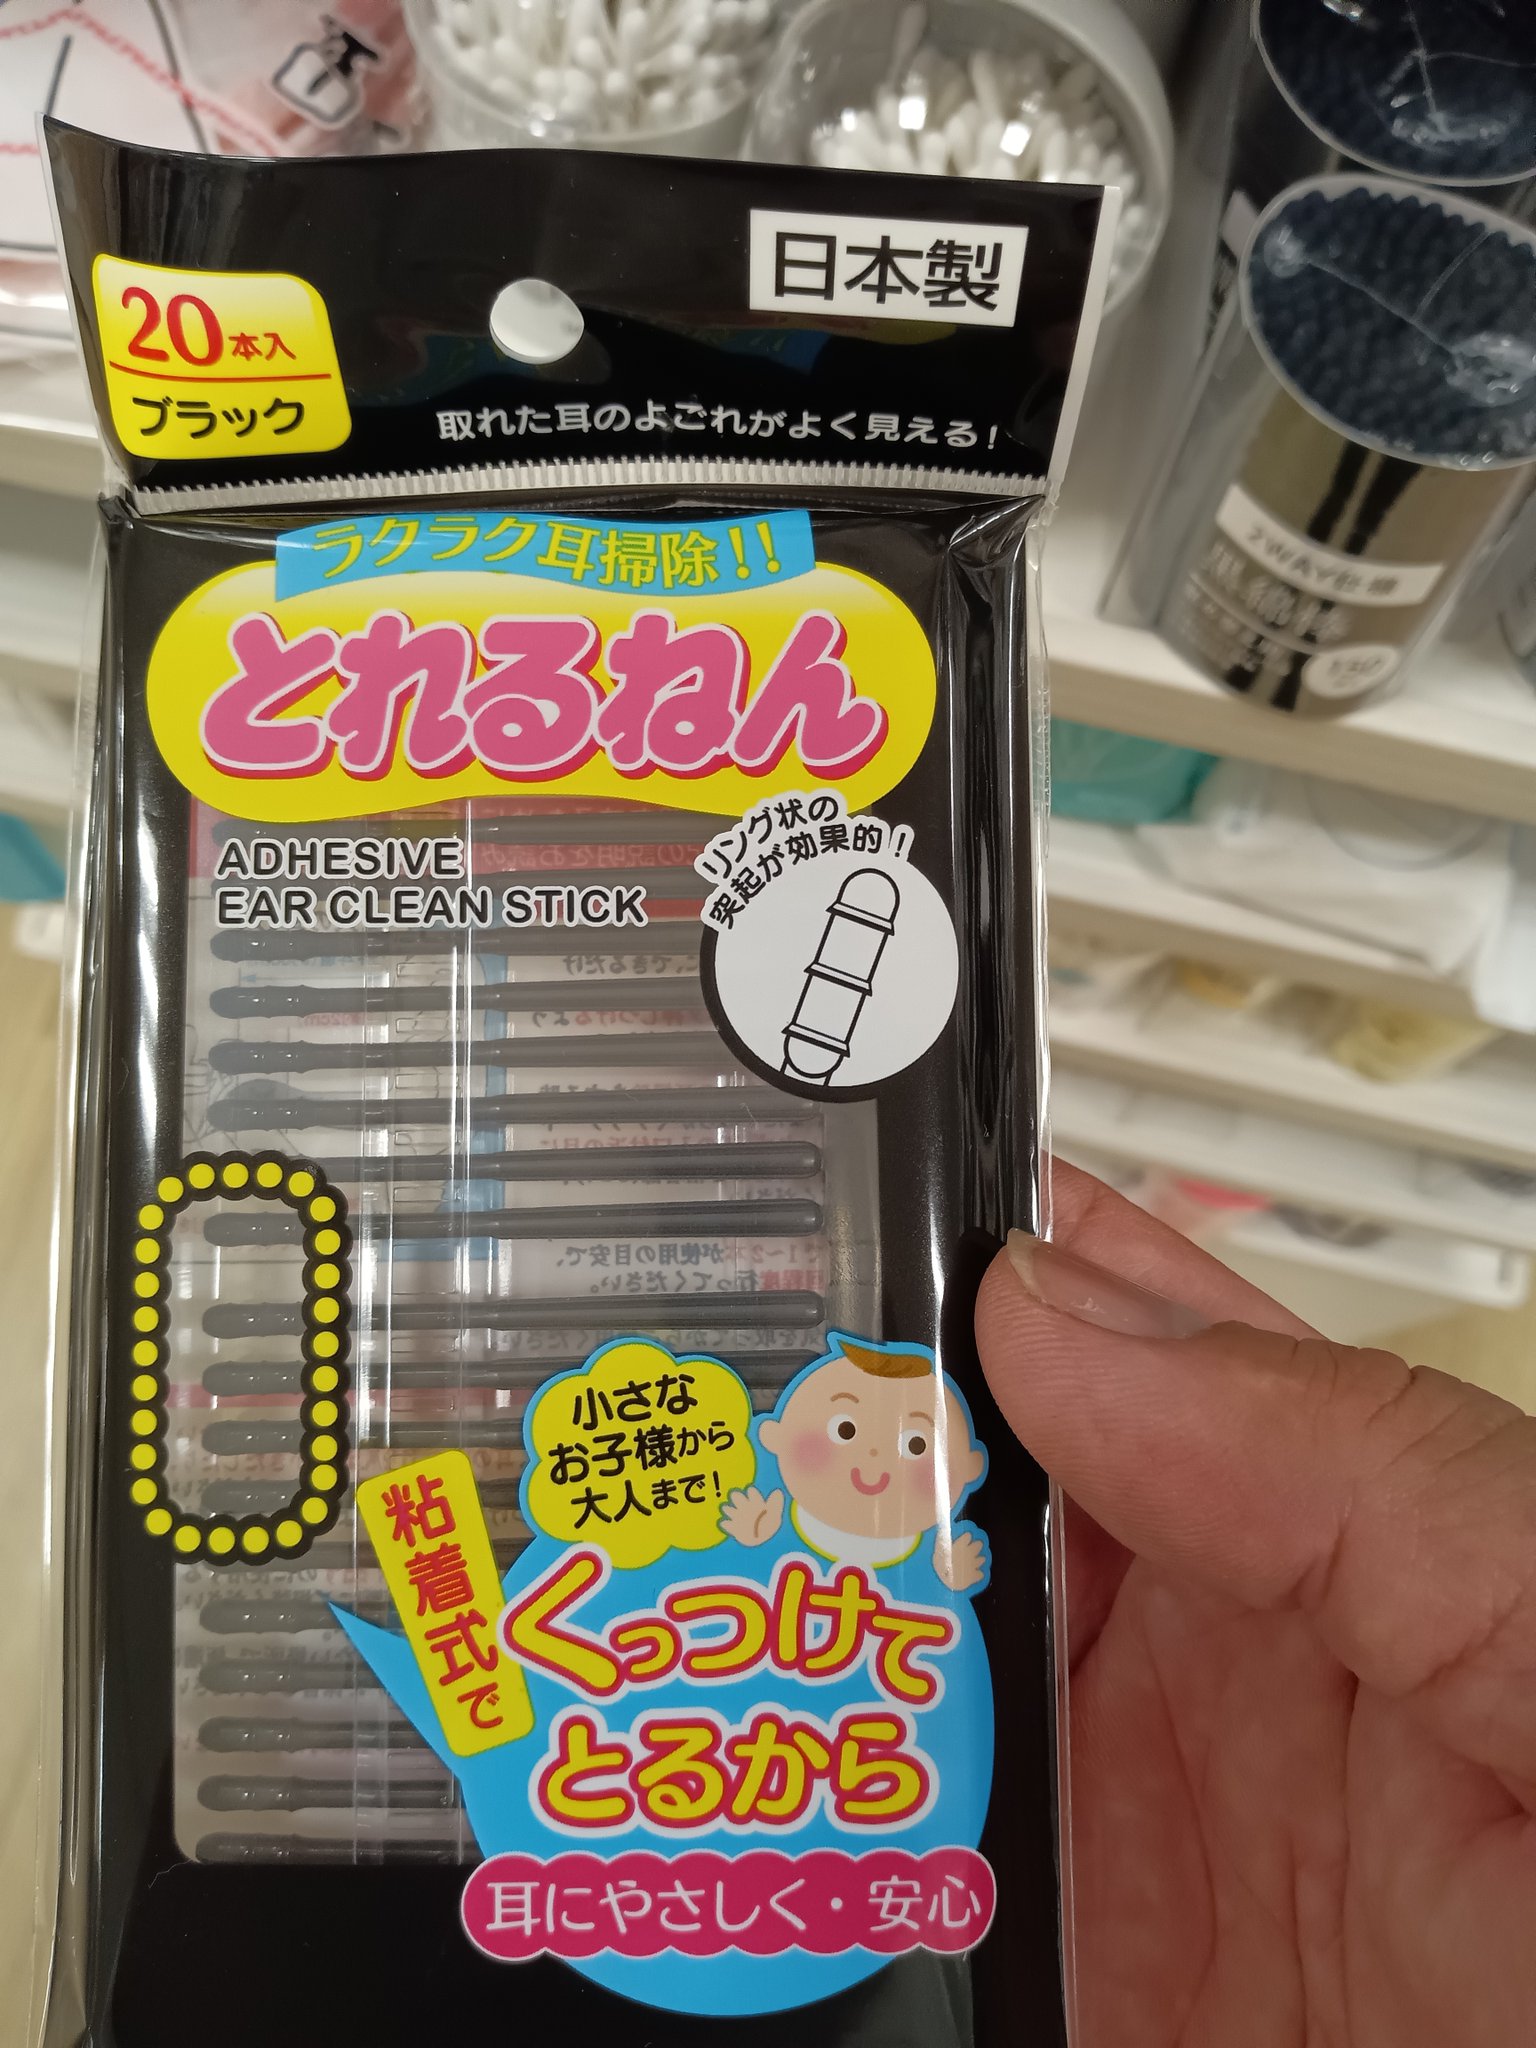 日本製
20本入
ブラック
取れた耳のよごれがよく見える!
ラクラク耳掃除!!
とれるねん
ADHESIVE
EAR CLEAN STICK
リング状の
突起が効果的!
小さな
お子様から
大人まで!
粘着式で
くっつけて
とるから
耳にやさしく・安心
2WAY